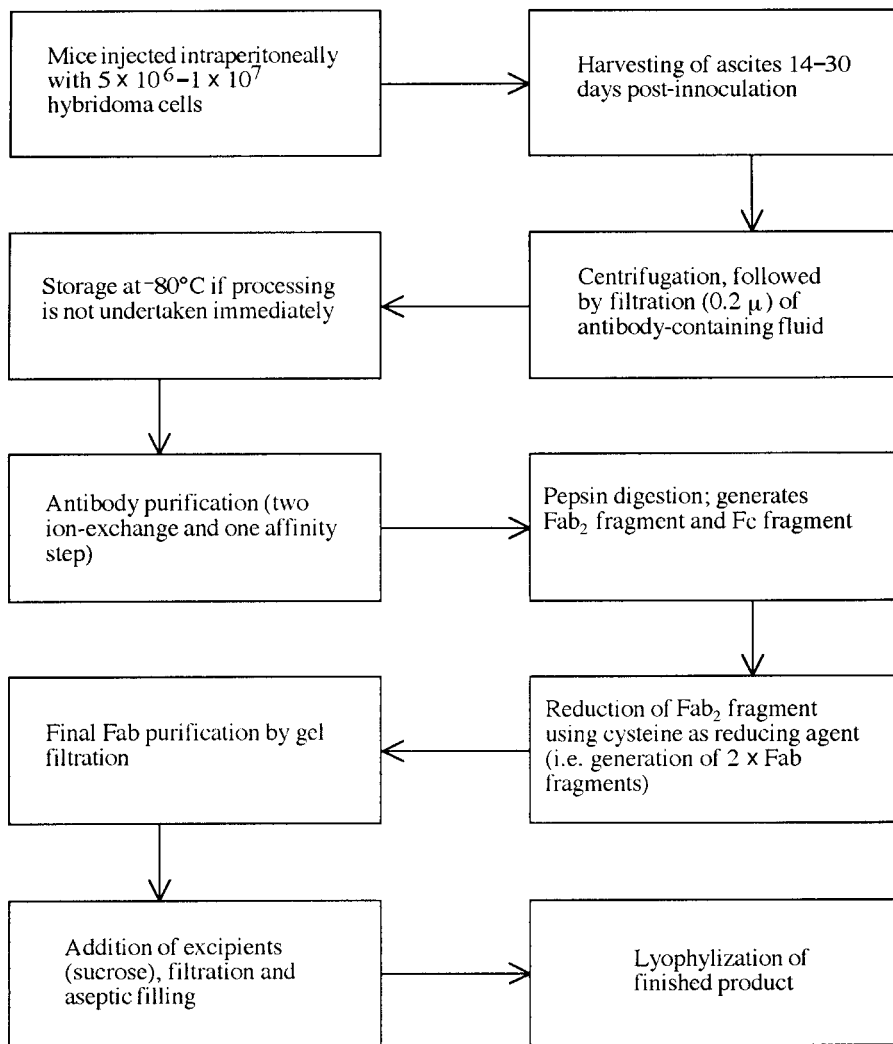 Mice injected intraperitoneally
with 5 × 10⁶–1 × 10⁷
hybridoma cells
Harvesting of ascites 14–30
days post-innoculation
Centrifugation, followed
by filtration (0.2 μ) of
antibody-containing fluid
Storage at −80°C if processing
is not undertaken immediately
Antibody purification (two
ion-exchange and one affinity
step)
Pepsin digestion; generates
Fab₂ fragment and Fc fragment
Reduction of Fab₂ fragment
using cysteine as reducing agent
(i.e. generation of 2 × Fab
fragments)
Final Fab purification by gel
filtration
Addition of excipients
(sucrose), filtration and
aseptic filling
Lyophylization of
finished product